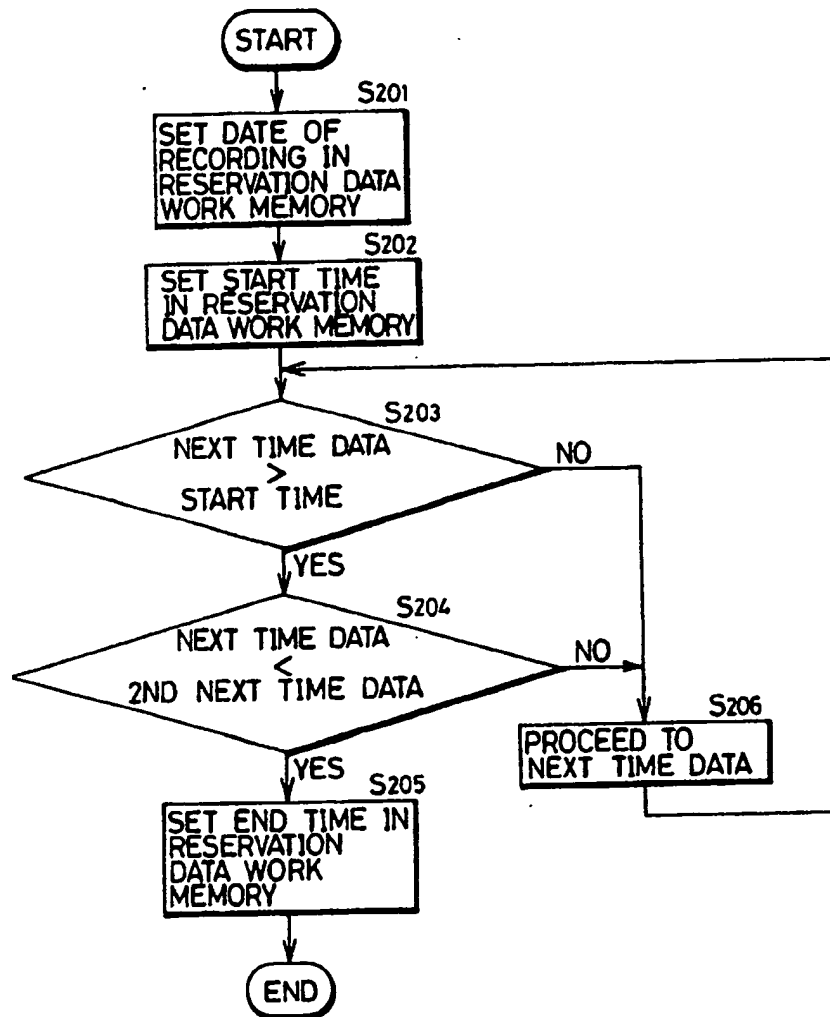 START
S201
SET DATE OF
RECORDING IN
RESERVATION DATA
WORK MEMORY
S202
SET START TIME
IN RESERVATION
DATA WORK MEMORY
S203
NEXT TIME DATA
>
START TIME
NO
YES
S204
NEXT TIME DATA
<
2ND NEXT TIME DATA
NO
YES
S206
PROCEED TO
NEXT TIME DATA
S205
SET END TIME IN
RESERVATION
DATA WORK
MEMORY
END